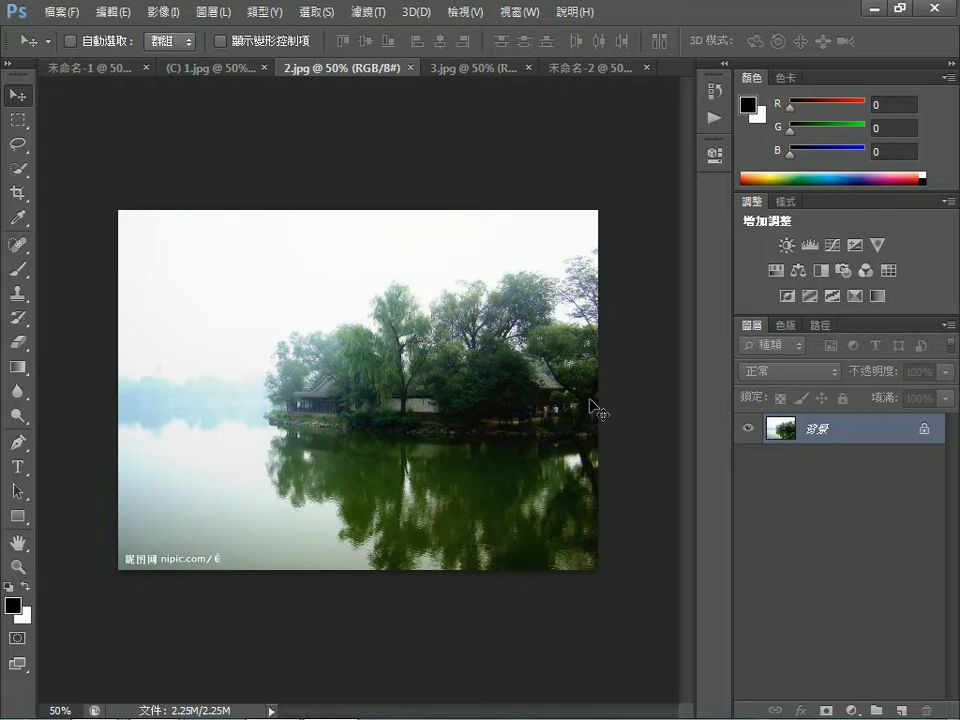 Ps 檔案(F) 編輯(E) 影像(I) 圖層(L) 類型(Y) 選取(S) 濾鏡(T) 3D(D) 檢視(V) 視窗(W) 說明(H)
自動選取： 群組 顯示變形控制項 3D 模式：
未命名-1 @ 50... × (C) 1.jpg @ 50%... × 2.jpg @ 50% (RGB/8#) × 3.jpg @ 50% (R... × 未命名-2 @ 50... ×
顏色 色卡
R 0
G 0
B 0
調整 樣式
增加調整
圖層 色版 路徑
種類
正常 不透明度： 100%
鎖定： 填滿： 100%
背景
昵图网 nipic.com/
50% 文件：2.25M/2.25M